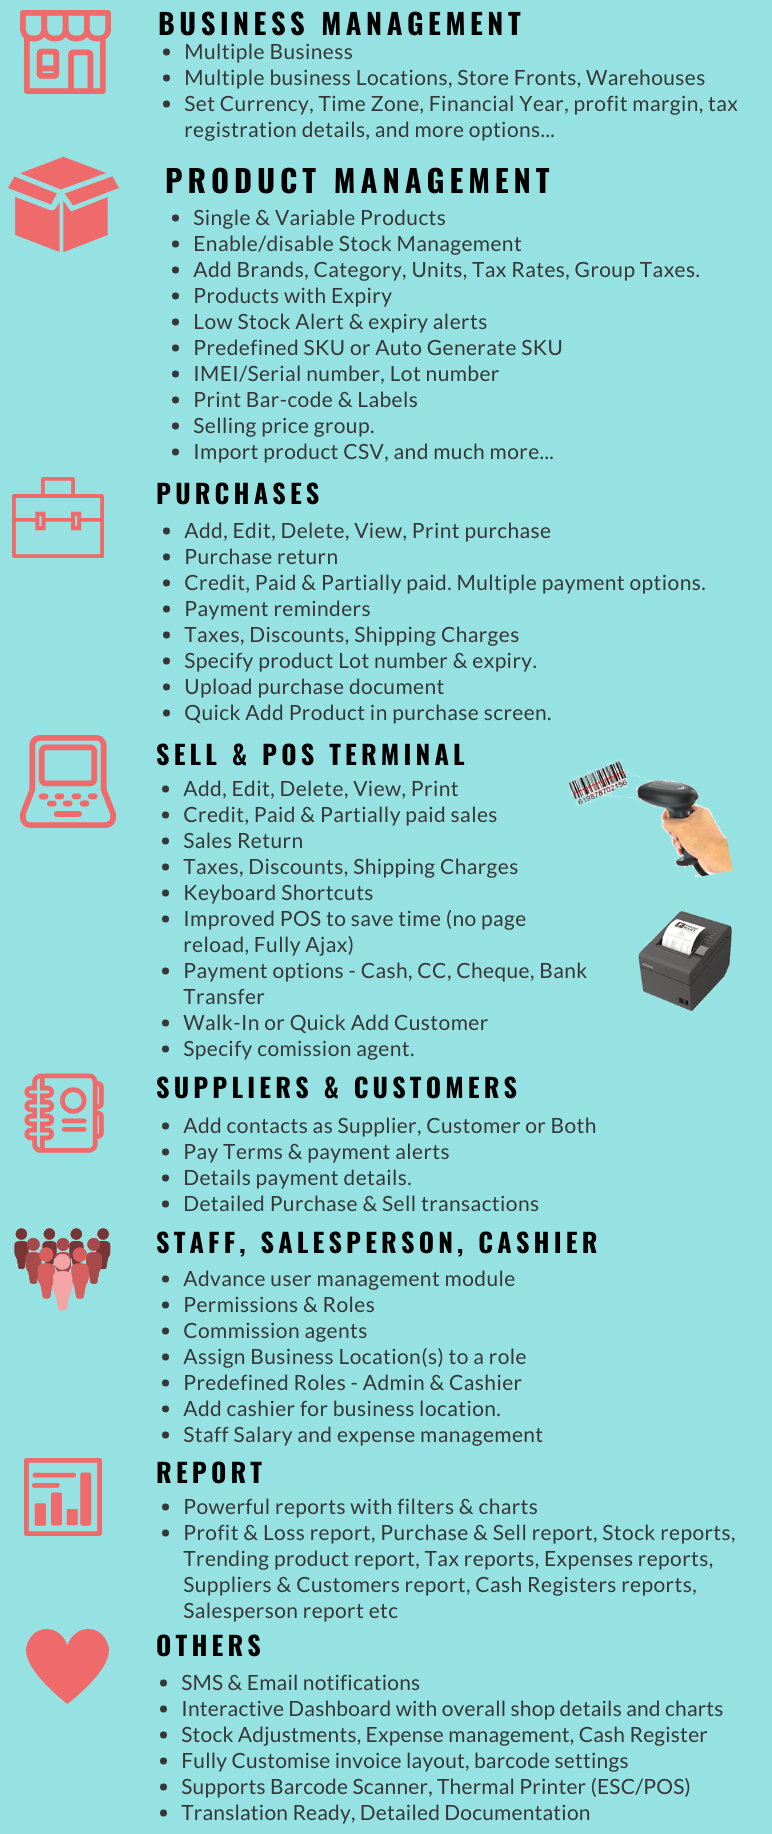 BUSINESS MANAGEMENT
• Multiple Business
• Multiple business Locations, Store Fronts, Warehouses
• Set Currency, Time Zone, Financial Year, profit margin, tax
registration details, and more options...
PRODUCT MANAGEMENT
• Single & Variable Products
• Enable/disable Stock Management
• Add Brands, Category, Units, Tax Rates, Group Taxes.
• Products with Expiry
• Low Stock Alert & expiry alerts
• Predefined SKU or Auto Generate SKU
• IMEI/Serial number, Lot number
• Print Bar-code & Labels
• Selling price group.
• Import product CSV, and much more...
PURCHASES
• Add, Edit, Delete, View, Print purchase
• Purchase return
• Credit, Paid & Partially paid. Multiple payment options.
• Payment reminders
• Taxes, Discounts, Shipping Charges
• Specify product Lot number & expiry.
• Upload purchase document
• Quick Add Product in purchase screen.
SELL & POS TERMINAL
• Add, Edit, Delete, View, Print
• Credit, Paid & Partially paid sales
• Sales Return
• Taxes, Discounts, Shipping Charges
• Keyboard Shortcuts
• Improved POS to save time (no page
reload, Fully Ajax)
• Payment options - Cash, CC, Cheque, Bank
Transfer
• Walk-In or Quick Add Customer
• Specify comission agent.
SUPPLIERS & CUSTOMERS
• Add contacts as Supplier, Customer or Both
• Pay Terms & payment alerts
• Details payment details.
• Detailed Purchase & Sell transactions
STAFF, SALESPERSON, CASHIER
• Advance user management module
• Permissions & Roles
• Commission agents
• Assign Business Location(s) to a role
• Predefined Roles - Admin & Cashier
• Add cashier for business location.
• Staff Salary and expense management
REPORT
• Powerful reports with filters & charts
• Profit & Loss report, Purchase & Sell report, Stock reports,
Trending product report, Tax reports, Expenses reports,
Suppliers & Customers report, Cash Registers reports,
Salesperson report etc
OTHERS
• SMS & Email notifications
• Interactive Dashboard with overall shop details and charts
• Stock Adjustments, Expense management, Cash Register
• Fully Customise invoice layout, barcode settings
• Supports Barcode Scanner, Thermal Printer (ESC/POS)
• Translation Ready, Detailed Documentation